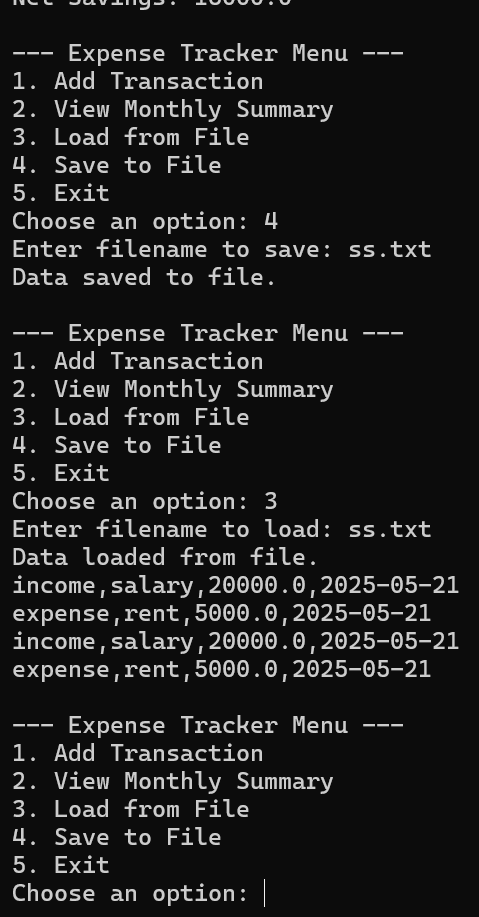 Net Savings: 18000.0

--- Expense Tracker Menu ---
1. Add Transaction
2. View Monthly Summary
3. Load from File
4. Save to File
5. Exit
Choose an option: 4
Enter filename to save: ss.txt
Data saved to file.

--- Expense Tracker Menu ---
1. Add Transaction
2. View Monthly Summary
3. Load from File
4. Save to File
5. Exit
Choose an option: 3
Enter filename to load: ss.txt
Data loaded from file.
income,salary,20000.0,2025-05-21
expense,rent,5000.0,2025-05-21
income,salary,20000.0,2025-05-21
expense,rent,5000.0,2025-05-21

--- Expense Tracker Menu ---
1. Add Transaction
2. View Monthly Summary
3. Load from File
4. Save to File
5. Exit
Choose an option: